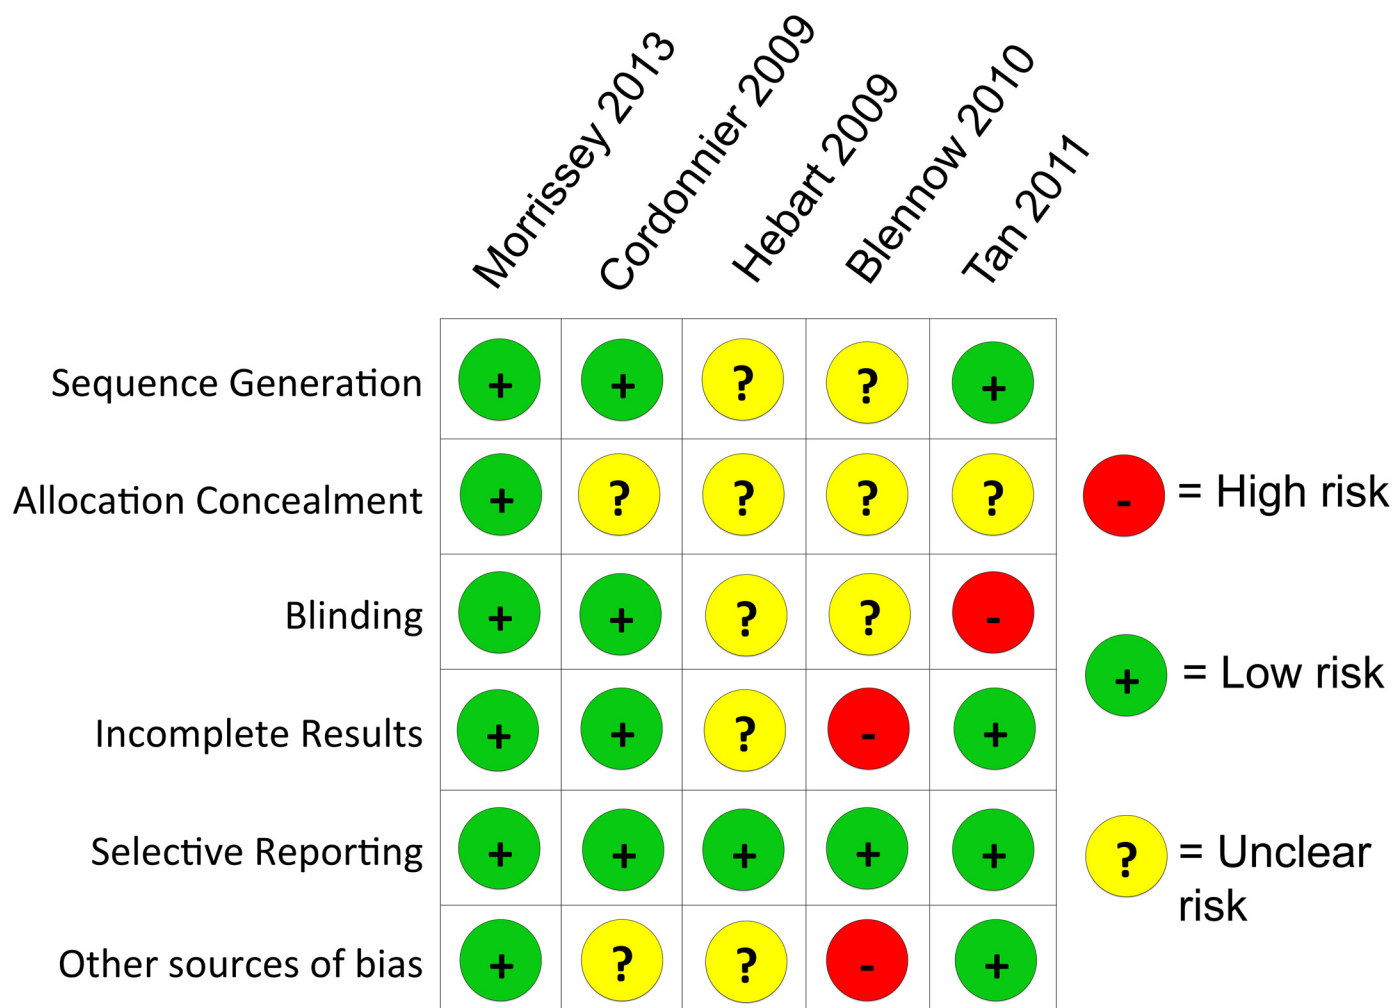 Morrissey 2013
Cordonnier 2009
Hebart 2009
Blennow 2010
Tan 2011
Sequence Generation + + ? ? +
Allocation Concealment + ? ? ? ?
- = High risk
Blinding + + ? ? -
+ = Low risk
Incomplete Results + + ? - +
Selective Reporting + + + + +
? = Unclear
risk
Other sources of bias + ? ? - +